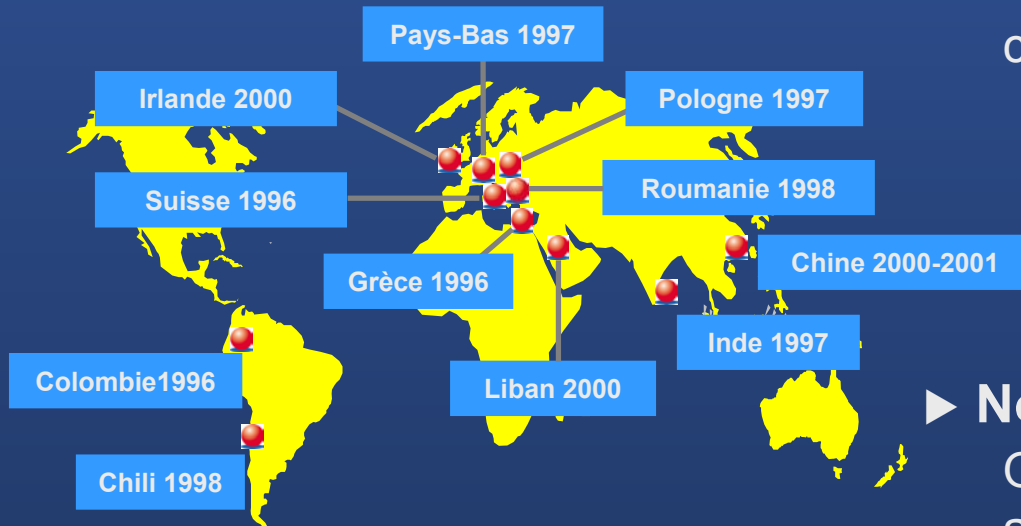 Pays-Bas 1997
Irlande 2000
Pologne 1997
Suisse 1996
Roumanie 1998
Grèce 1996
Chine 2000-2001
Inde 1997
Colombie1996
Liban 2000
Chili 1998